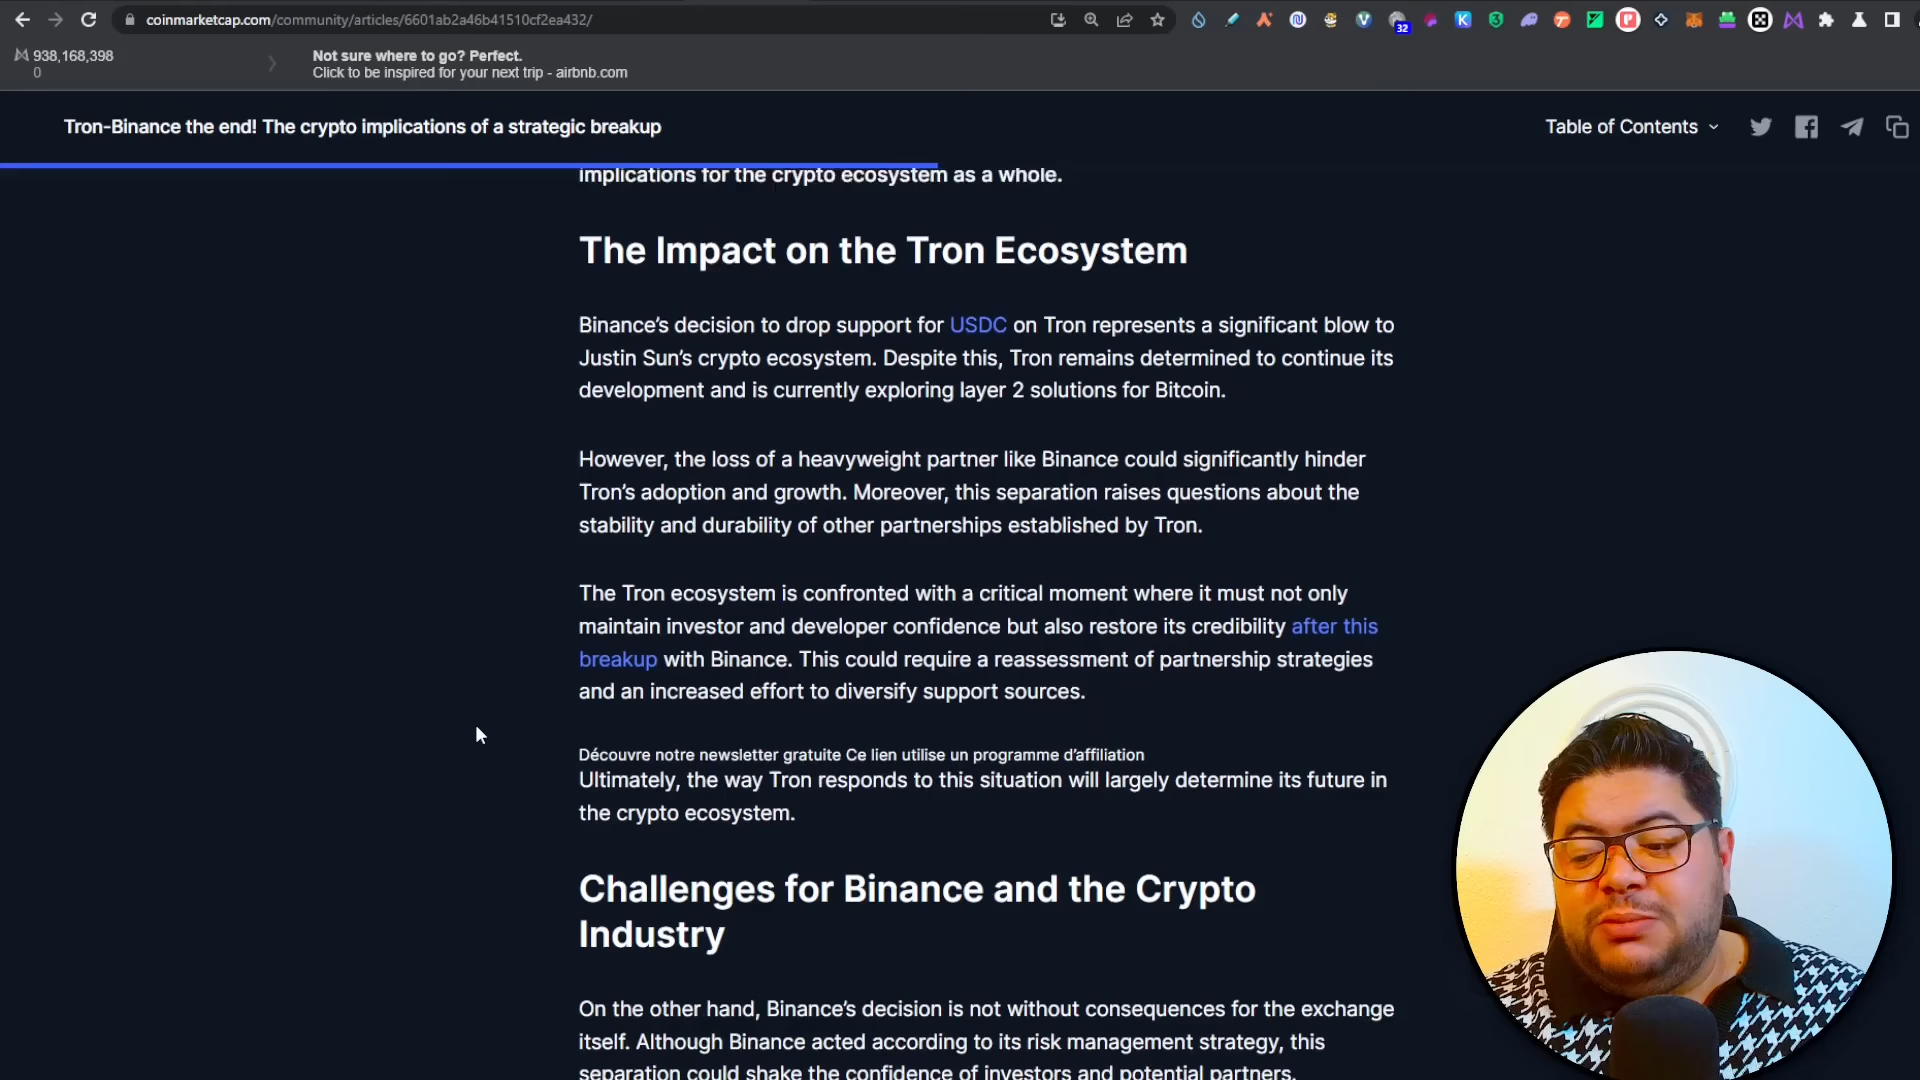 coinmarketcap.com/community/articles/6601ab2a46b41510cf2ea432/
32
938,168,398
0
Not sure where to go? Perfect.
Click to be inspired for your next trip - airbnb.com
Tron-Binance the end! The crypto implications of a strategic breakup
Table of Contents
implications for the crypto ecosystem as a whole.
The Impact on the Tron Ecosystem
Binance’s decision to drop support for USDC on Tron represents a significant blow to
Justin Sun’s crypto ecosystem. Despite this, Tron remains determined to continue its
development and is currently exploring layer 2 solutions for Bitcoin.
However, the loss of a heavyweight partner like Binance could significantly hinder
Tron’s adoption and growth. Moreover, this separation raises questions about the
stability and durability of other partnerships established by Tron.
The Tron ecosystem is confronted with a critical moment where it must not only
maintain investor and developer confidence but also restore its credibility after this
breakup with Binance. This could require a reassessment of partnership strategies
and an increased effort to diversify support sources.
Découvre notre newsletter gratuite Ce lien utilise un programme d’affiliation
Ultimately, the way Tron responds to this situation will largely determine its future in
the crypto ecosystem.
Challenges for Binance and the Crypto
Industry
On the other hand, Binance’s decision is not without consequences for the exchange
itself. Although Binance acted according to its risk management strategy, this
separation could shake the confidence of investors and potential partners.